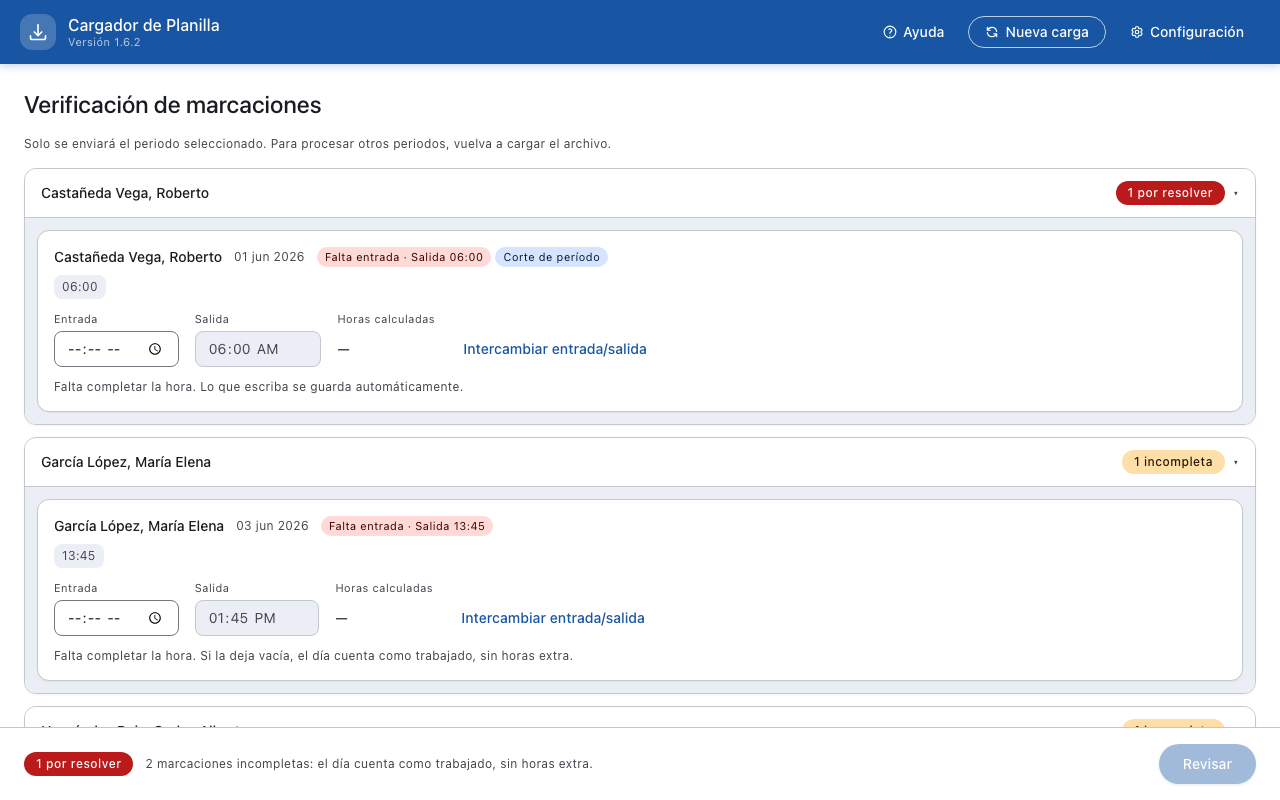 Cargador de Planilla
Versión 1.6.2
Ayuda
Nueva carga
Configuración
Verificación de marcaciones
Solo se enviará el periodo seleccionado. Para procesar otros periodos, vuelva a cargar el archivo.
Castañeda Vega, Roberto
1 por resolver
Castañeda Vega, Roberto 01 jun 2026 Falta entrada · Salida 06:00 Corte de período
06:00
Entrada Salida Horas calculadas
--:-- -- 06:00 AM — Intercambiar entrada/salida
Falta completar la hora. Lo que escriba se guarda automáticamente.
García López, María Elena
1 incompleta
García López, María Elena 03 jun 2026 Falta entrada · Salida 13:45
13:45
Entrada Salida Horas calculadas
--:-- -- 01:45 PM — Intercambiar entrada/salida
Falta completar la hora. Si la deja vacía, el día cuenta como trabajado, sin horas extra.
1 por resolver
2 marcaciones incompletas: el día cuenta como trabajado, sin horas extra.
Revisar